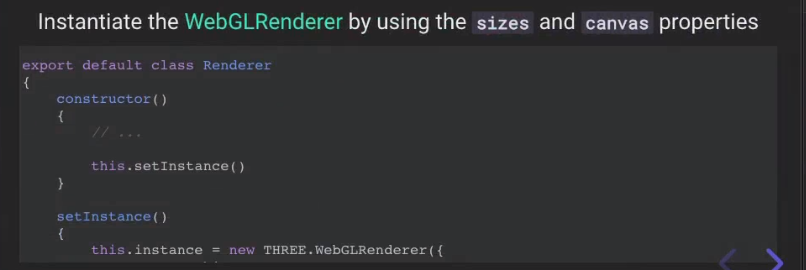 Instantiate the WebGLRenderer by using the sizes and canvas properties
export default class Renderer
{
    constructor()
    {
        // ...
        this.setInstance()
    }
    setInstance()
    {
        this.instance = new THREE.WebGLRenderer({